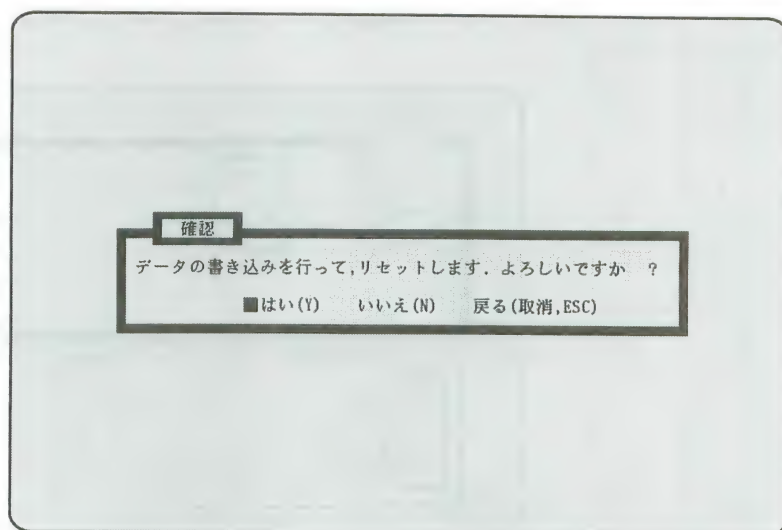 確認
データの書き込みを行って,リセットします. よろしいですか ?
■はい(Y) いいえ(N) 戻る(取消,ESC)